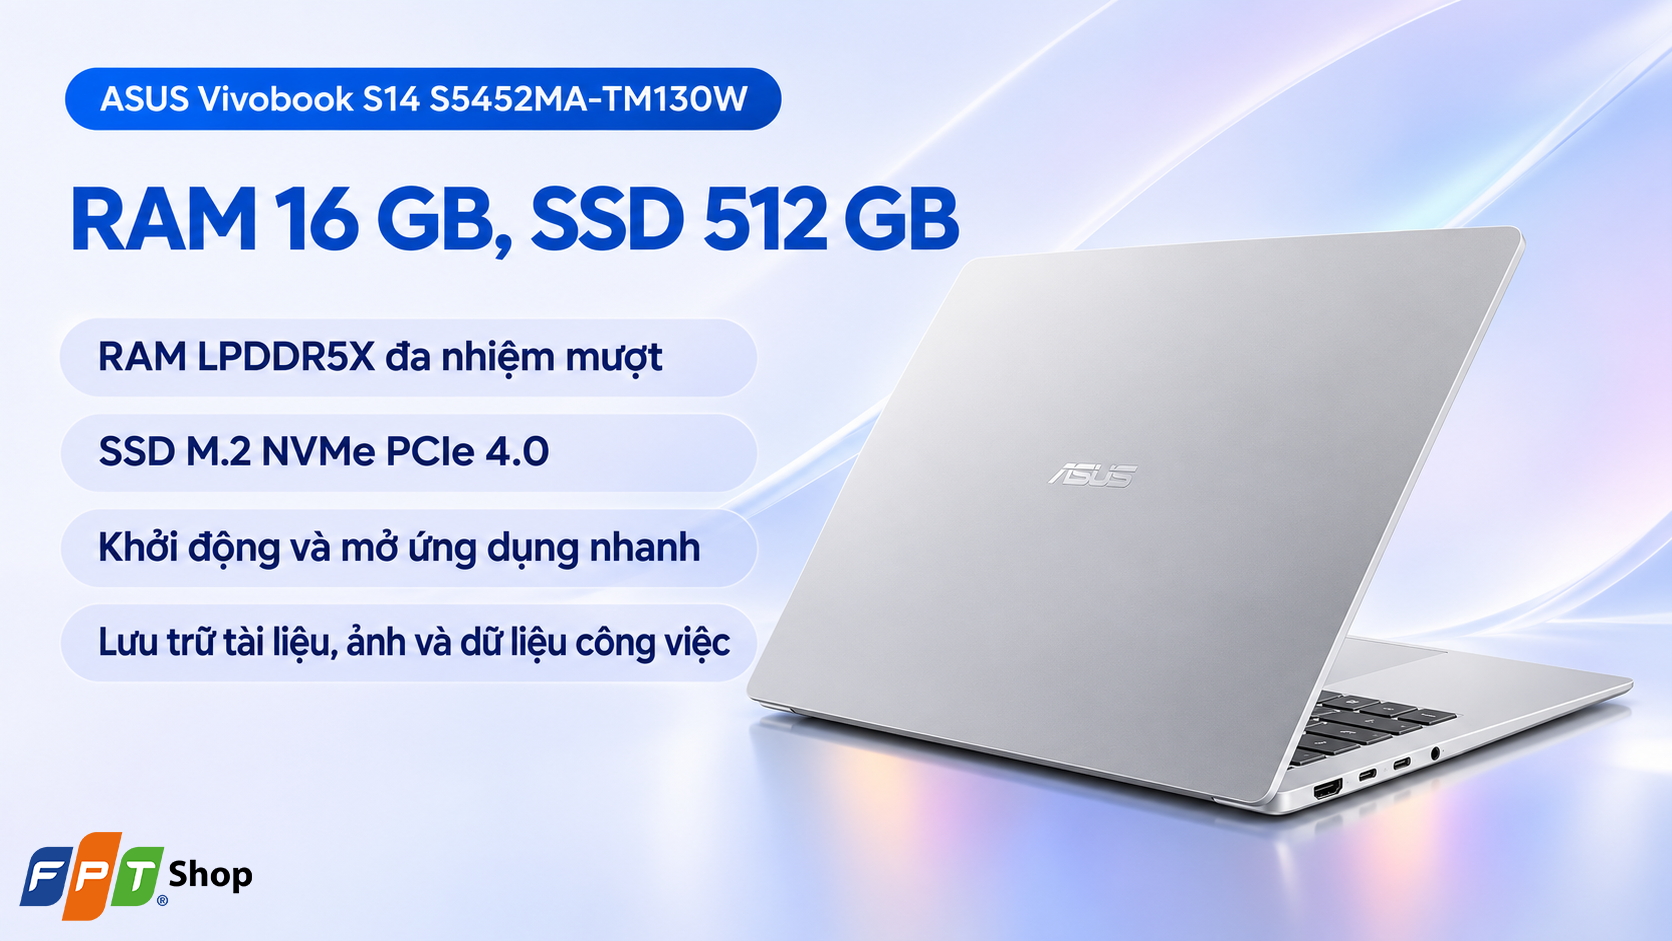 ASUS Vivobook S14 S5452MA-TM130W
RAM 16 GB, SSD 512 GB
RAM LPDDR5X đa nhiệm mượt
SSD M.2 NVMe PCIe 4.0
Khởi động và mở ứng dụng nhanh
Lưu trữ tài liệu, ảnh và dữ liệu công việc
ASUS
FPT® Shop